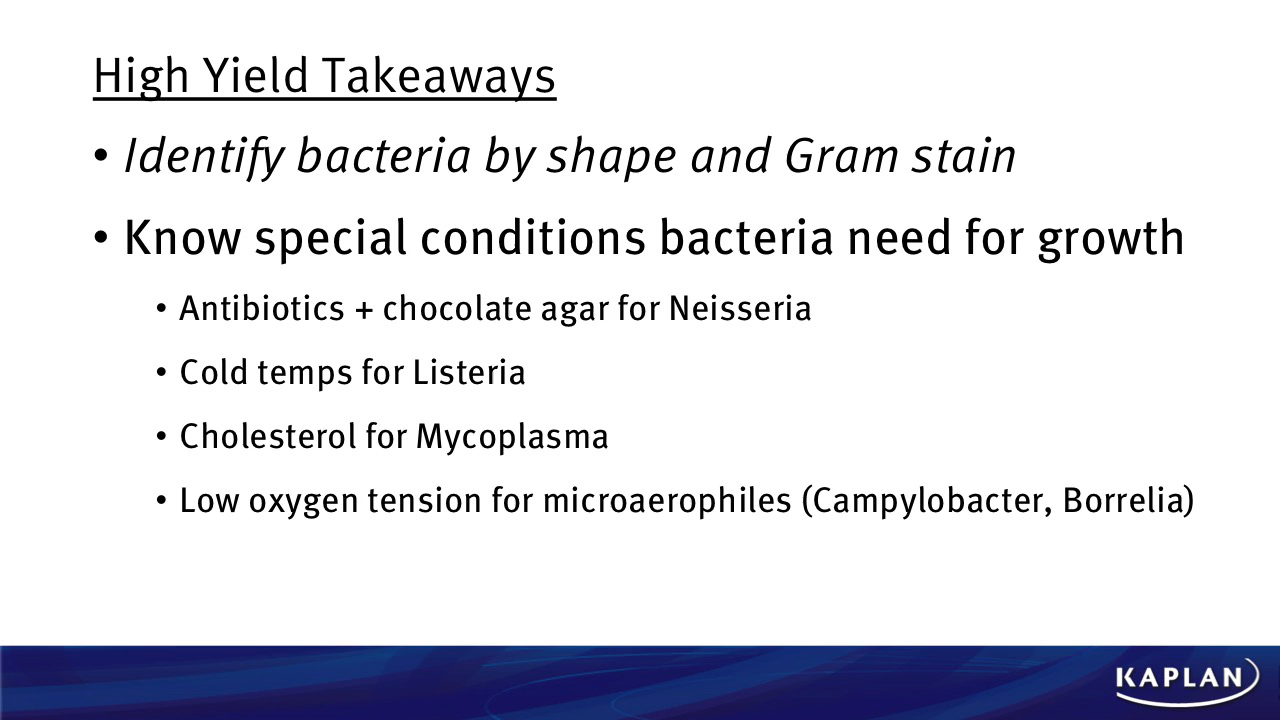 High Yield Takeaways
• Identify bacteria by shape and Gram stain
• Know special conditions bacteria need for growth
• Antibiotics + chocolate agar for Neisseria
• Cold temps for Listeria
• Cholesterol for Mycoplasma
• Low oxygen tension for microaerophiles (Campylobacter, Borrelia)
KAPLAN